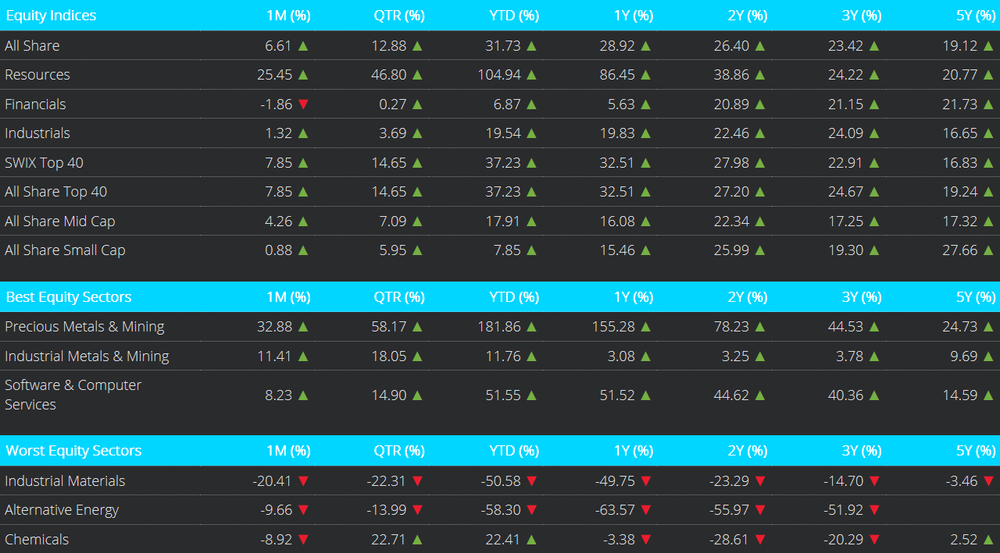 Equity Indices 1M (%) QTR (%) YTD (%) 1Y (%) 2Y (%) 3Y (%) 5Y (%)
All Share 6.61 ▲ 12.88 ▲ 31.73 ▲ 28.92 ▲ 26.40 ▲ 23.42 ▲ 19.12 ▲
Resources 25.45 ▲ 46.80 ▲ 104.94 ▲ 86.45 ▲ 38.86 ▲ 24.22 ▲ 20.77 ▲
Financials -1.86 ▼ 0.27 ▲ 6.87 ▲ 5.63 ▲ 20.89 ▲ 21.15 ▲ 21.73 ▲
Industrials 1.32 ▲ 3.69 ▲ 19.54 ▲ 19.83 ▲ 22.46 ▲ 24.09 ▲ 16.65 ▲
SWIX Top 40 7.85 ▲ 14.65 ▲ 37.23 ▲ 32.51 ▲ 27.98 ▲ 22.91 ▲ 16.83 ▲
All Share Top 40 7.85 ▲ 14.65 ▲ 37.23 ▲ 32.51 ▲ 27.20 ▲ 24.67 ▲ 19.24 ▲
All Share Mid Cap 4.26 ▲ 7.09 ▲ 17.91 ▲ 16.08 ▲ 22.34 ▲ 17.25 ▲ 17.32 ▲
All Share Small Cap 0.88 ▲ 5.95 ▲ 7.85 ▲ 15.46 ▲ 25.99 ▲ 19.30 ▲ 27.66 ▲
Best Equity Sectors 1M (%) QTR (%) YTD (%) 1Y (%) 2Y (%) 3Y (%) 5Y (%)
Precious Metals & Mining 32.88 ▲ 58.17 ▲ 181.86 ▲ 155.28 ▲ 78.23 ▲ 44.53 ▲ 24.73 ▲
Industrial Metals & Mining 11.41 ▲ 18.05 ▲ 11.76 ▲ 3.08 ▲ 3.25 ▲ 3.78 ▲ 9.69 ▲
Software & Computer
Services 8.23 ▲ 14.90 ▲ 51.55 ▲ 51.52 ▲ 44.62 ▲ 40.36 ▲ 14.59 ▲
Worst Equity Sectors 1M (%) QTR (%) YTD (%) 1Y (%) 2Y (%) 3Y (%) 5Y (%)
Industrial Materials -20.41 ▼ -22.31 ▼ -50.58 ▼ -49.75 ▼ -23.29 ▼ -14.70 ▼ -3.46 ▼
Alternative Energy -9.66 ▼ -13.99 ▼ -58.30 ▼ -63.57 ▼ -55.97 ▼ -51.92 ▼
Chemicals -8.92 ▼ 22.71 ▲ 22.41 ▲ -3.38 ▼ -28.61 ▼ -20.29 ▼ 2.52 ▲